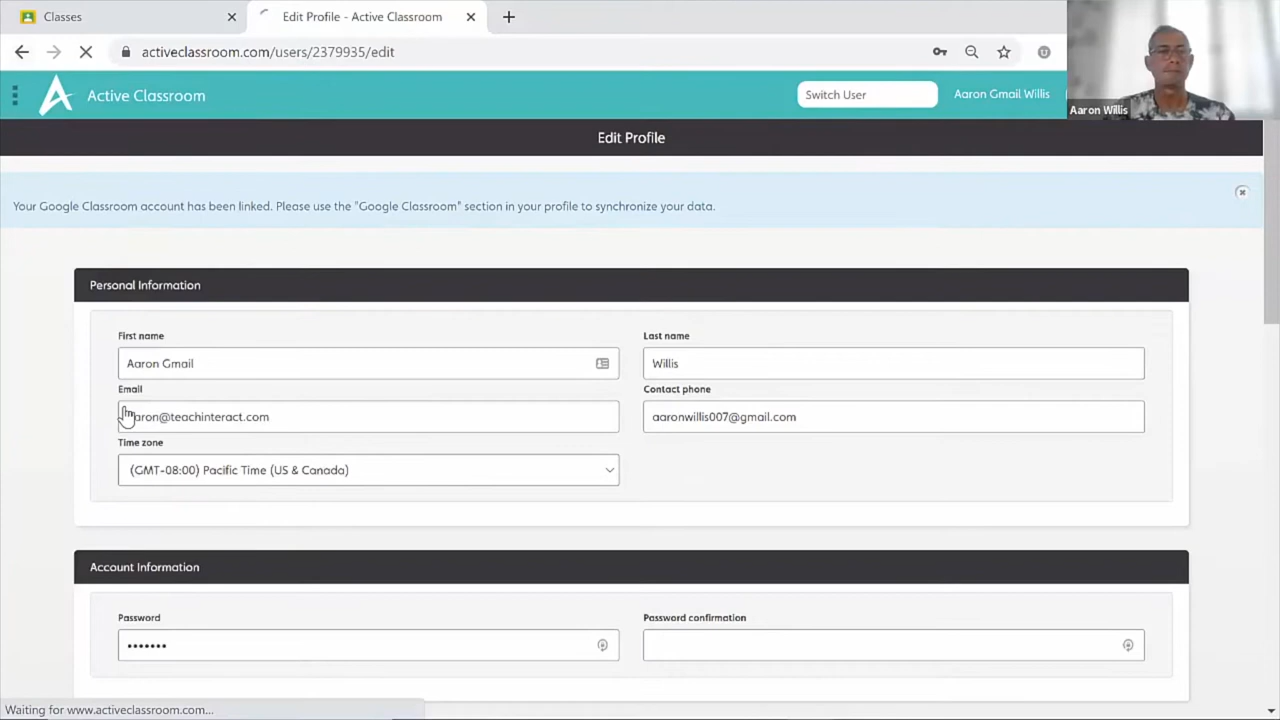 Classes
Edit Profile - Active Classroom
activeclassroom.com/users/2379935/edit
Active Classroom
Switch User
Aaron Gmail Willis
Aaron Willis
Edit Profile
Your Google Classroom account has been linked. Please use the "Google Classroom" section in your profile to synchronize your data.
Personal Information
First name
Last name
Aaron Gmail
Willis
Email
Contact phone
aaron@teachinteract.com
aaronwillis007@gmail.com
Time zone
(GMT-08:00) Pacific Time (US & Canada)
Account Information
Password
Password confirmation
•••••••
Waiting for www.activeclassroom.com...